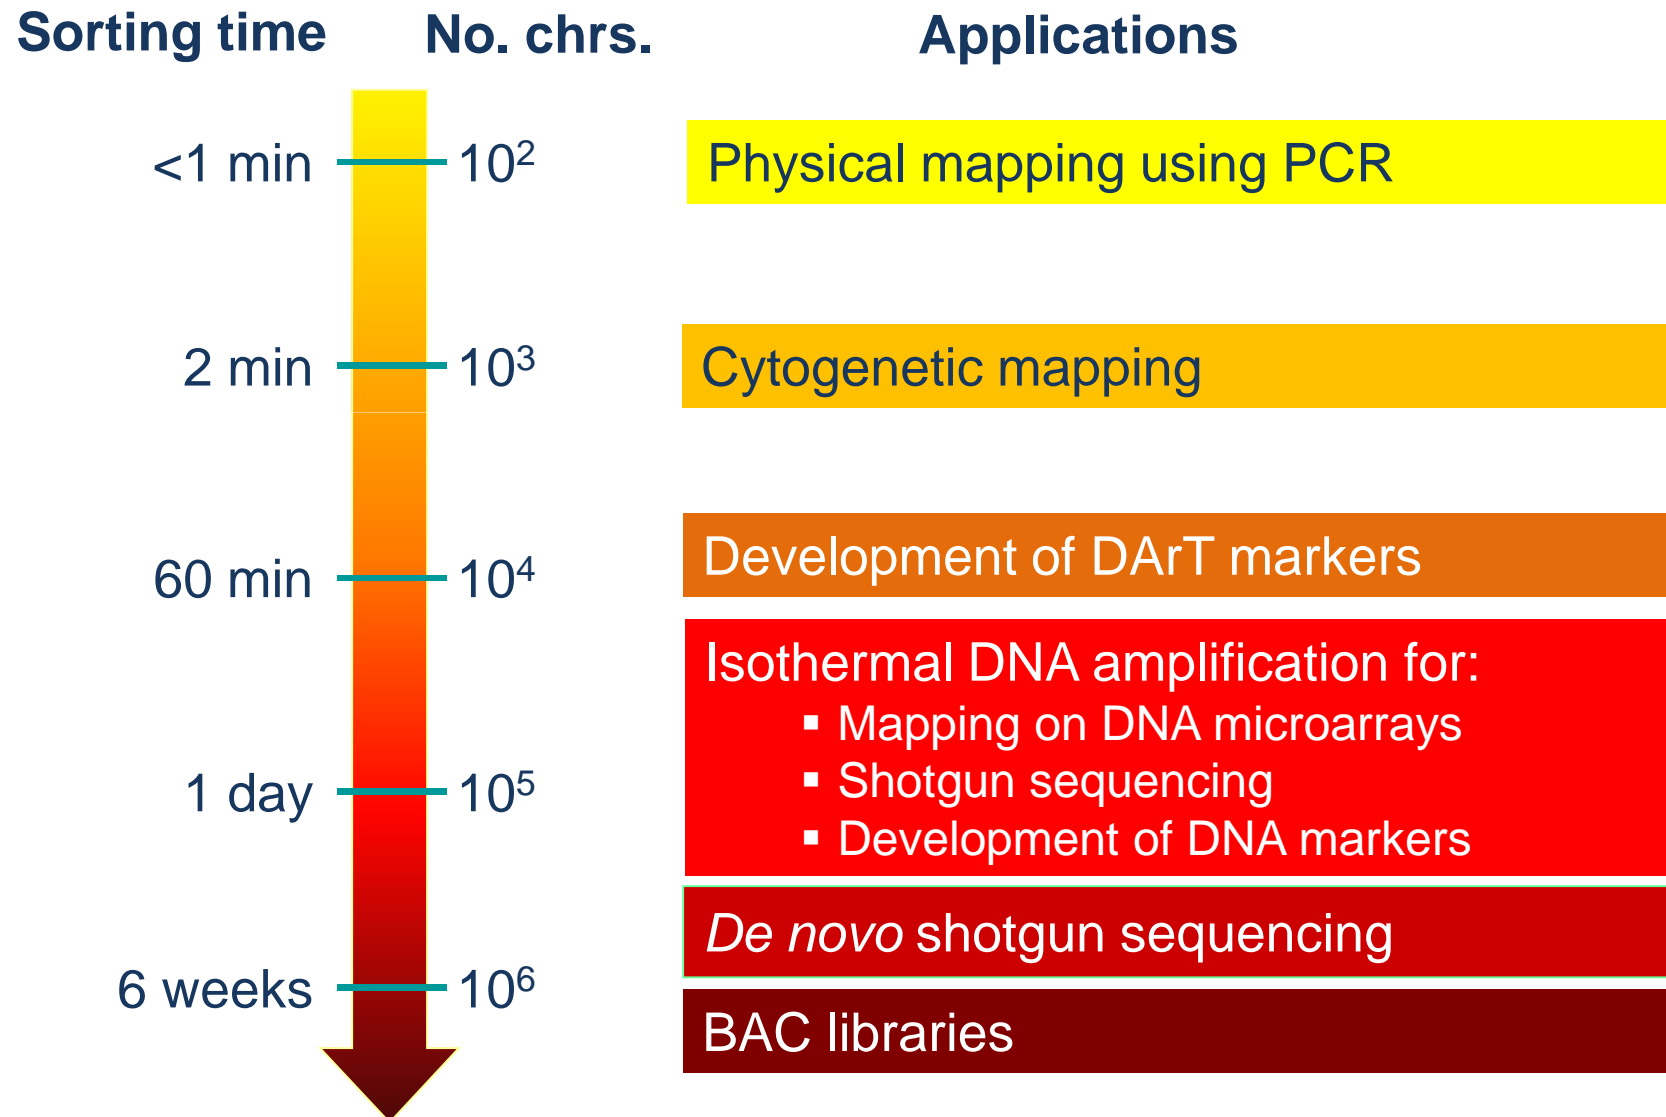 Sorting time No. chrs. Applications
<1 min 10² Physical mapping using PCR
2 min 10³ Cytogenetic mapping
60 min 10⁴ Development of DArT markers
Isothermal DNA amplification for:
▪ Mapping on DNA microarrays
▪ Shotgun sequencing
1 day 10⁵
▪ Development of DNA markers
De novo shotgun sequencing
6 weeks 10⁶
BAC libraries